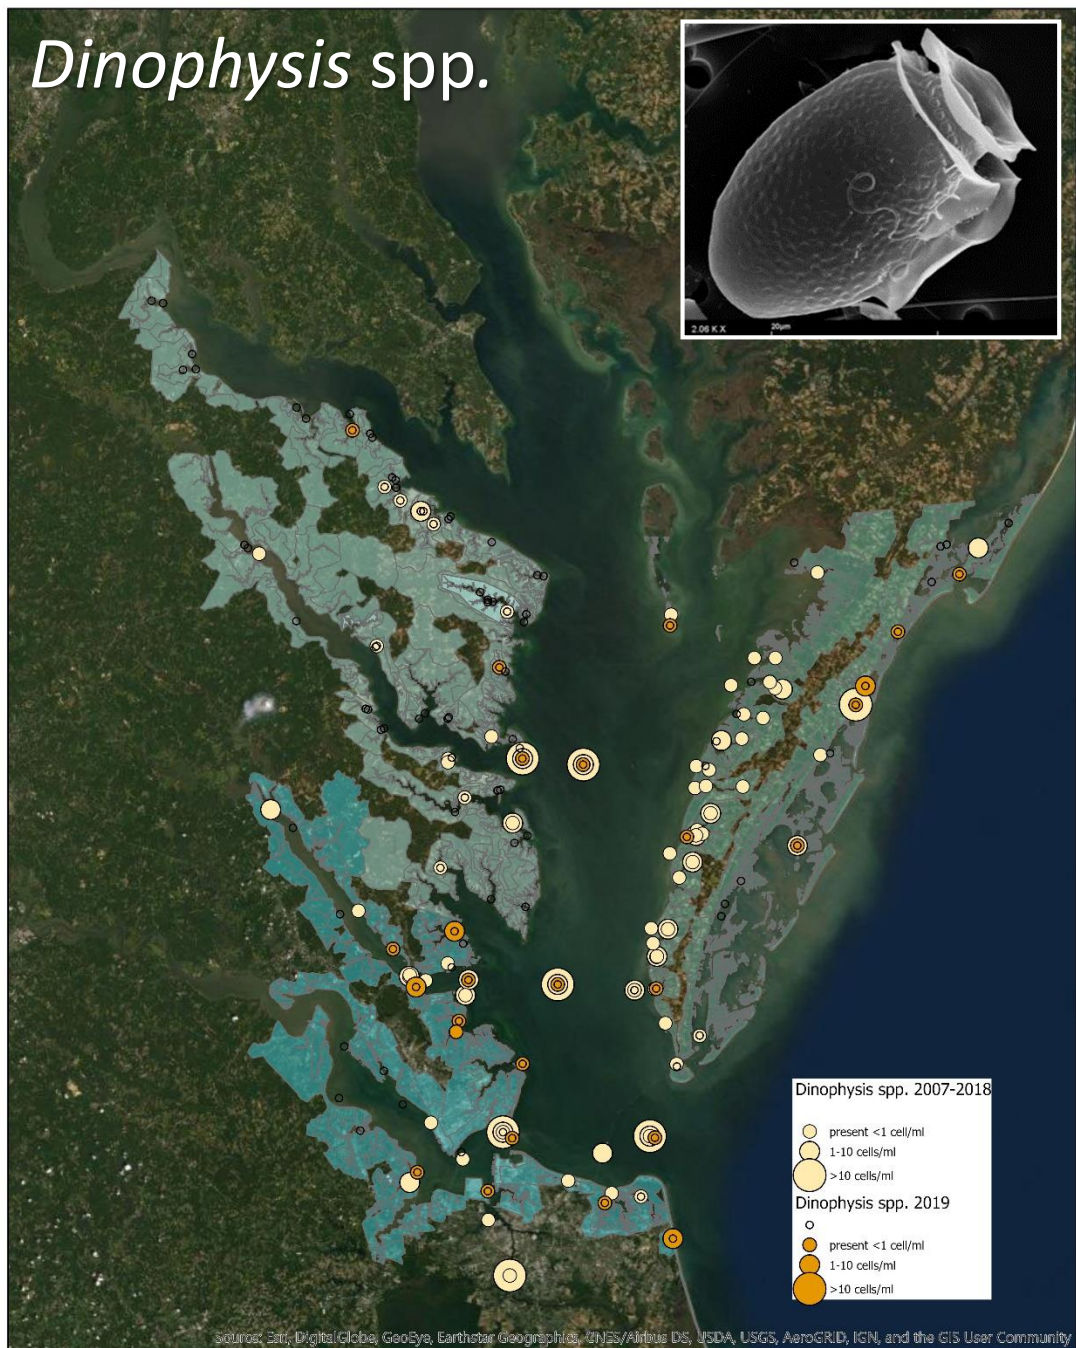 Dinophysis spp.
2.06 K X
20µm
Dinophysis spp. 2007-2018
present <1 cell/ml
1-10 cells/ml
>10 cells/ml
Dinophysis spp. 2019
present <1 cell/ml
1-10 cells/ml
>10 cells/ml
Source: Esri, DigitalGlobe, GeoEye, Earthstar Geographics, CNES/Airbus DS, USDA, USGS, AeroGRID, IGN, and the GIS User Community